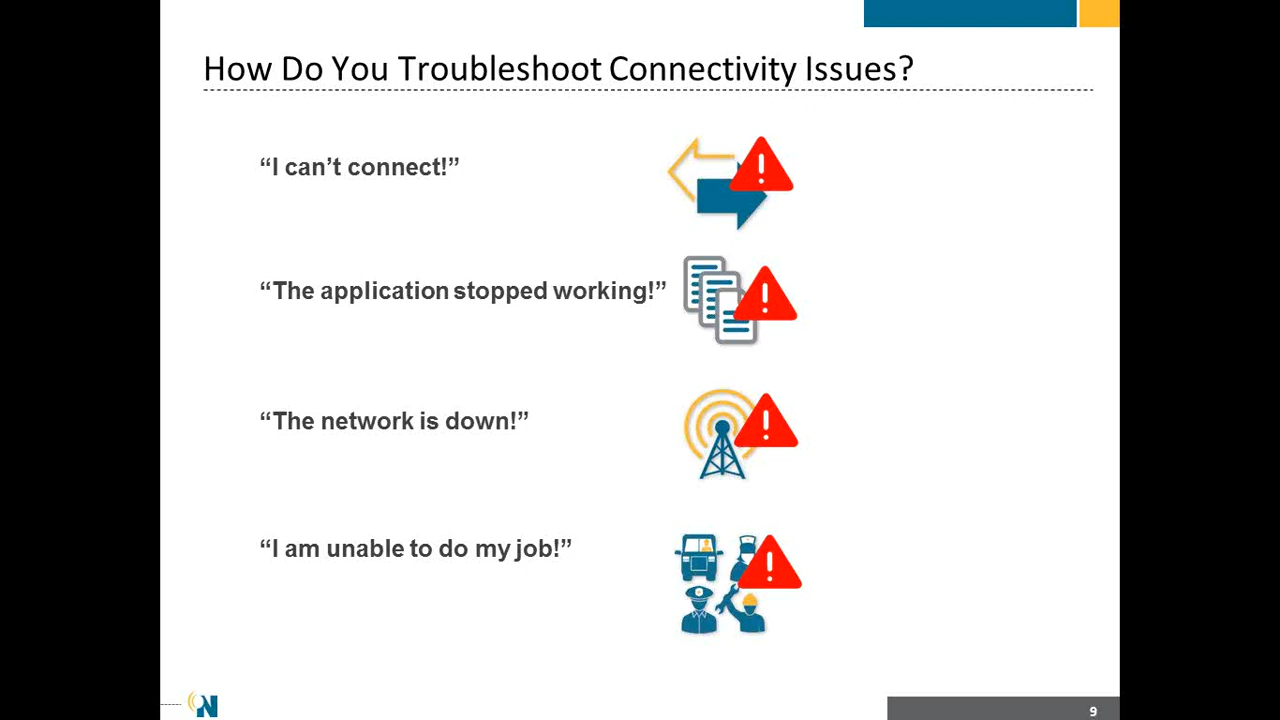 How Do You Troubleshoot Connectivity Issues?
“I can’t connect!”
“The application stopped working!”
“The network is down!”
“I am unable to do my job!”
N
9